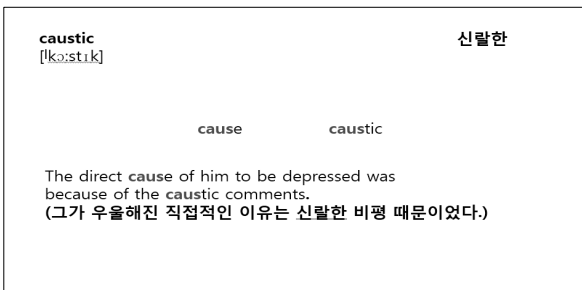 caustic 신랄한
[ˈkɔːstɪk]
cause caustic
The direct cause of him to be depressed was
because of the caustic comments.
(그가 우울해진 직접적인 이유는 신랄한 비평 때문이었다.)